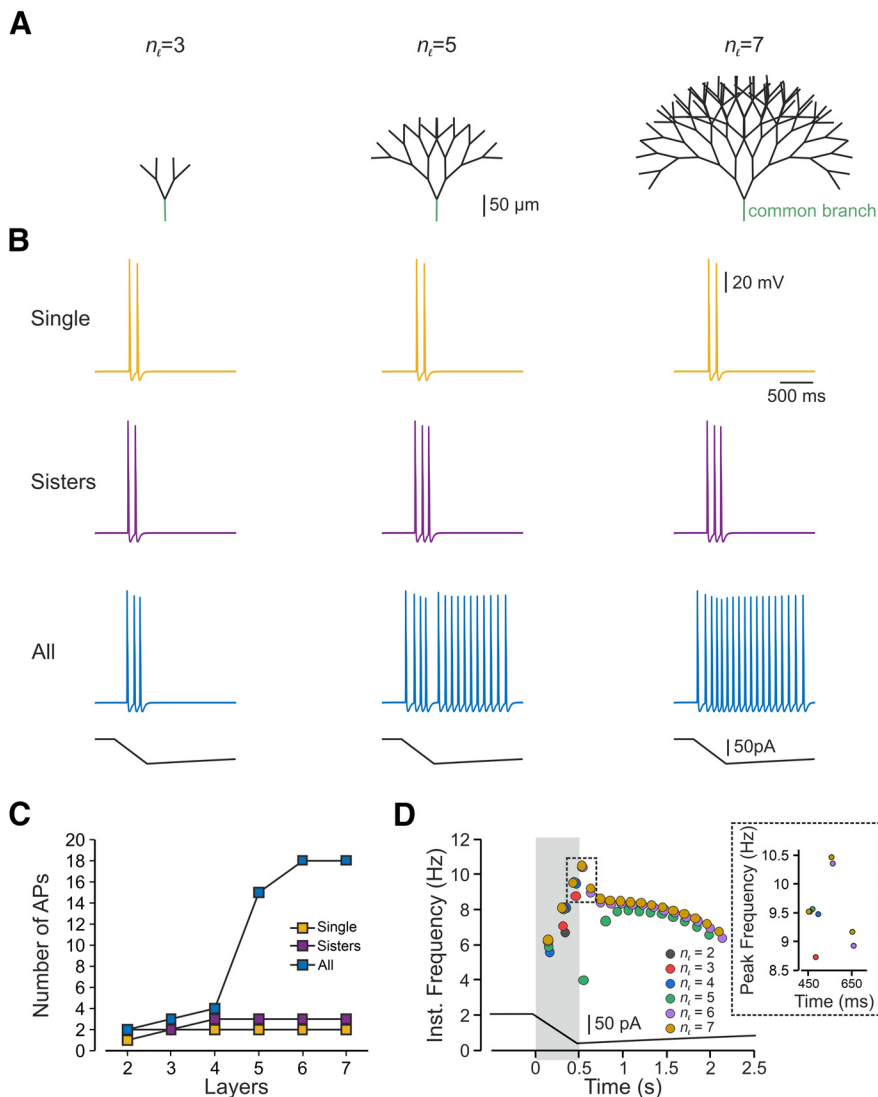 A
nℓ=3 nℓ=5 nℓ=7
50 µm
common branch
B
Single
20 mV
500 ms
Sisters
All
50pA
C
Number of APs
20
18
16
14
12
10
8
6
4
2
0
Single
Sisters
All
2 3 4 5 6 7
Layers
D
Inst. Frequency (Hz)
12
10
8
6
4
2
0
50 pA
nℓ = 2
nℓ = 3
nℓ = 4
nℓ = 5
nℓ = 6
nℓ = 7
0 0.5 1 1.5 2 2.5
Time (s)
Peak Frequency (Hz)
10.5
10
9.5
9
8.5
450 650
Time (ms)